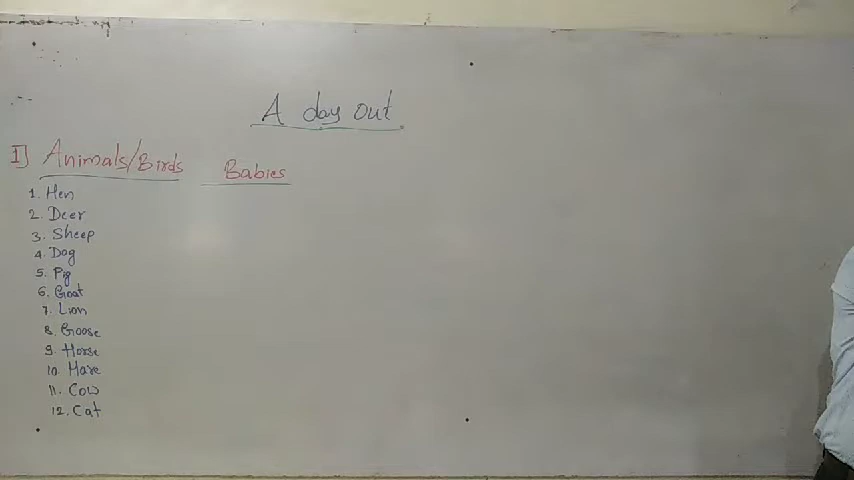 A day out
I] Animals/Birds Babies
1. Hen
2. Deer
3. Sheep
4. Dog
5. Pig
6. Goat
7. Lion
8. Goose
9. Horse
10. Mare
11. Cow
12. Cat